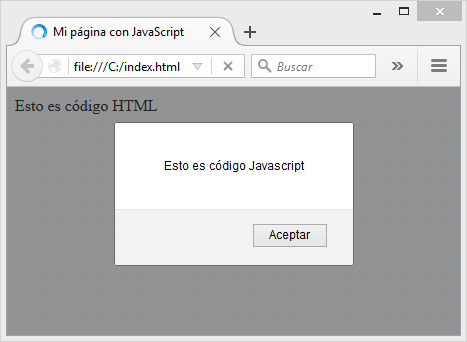 Mi página con JavaScript
file:///C:/index.html
Buscar
Esto es código HTML
Esto es código Javascript
Aceptar